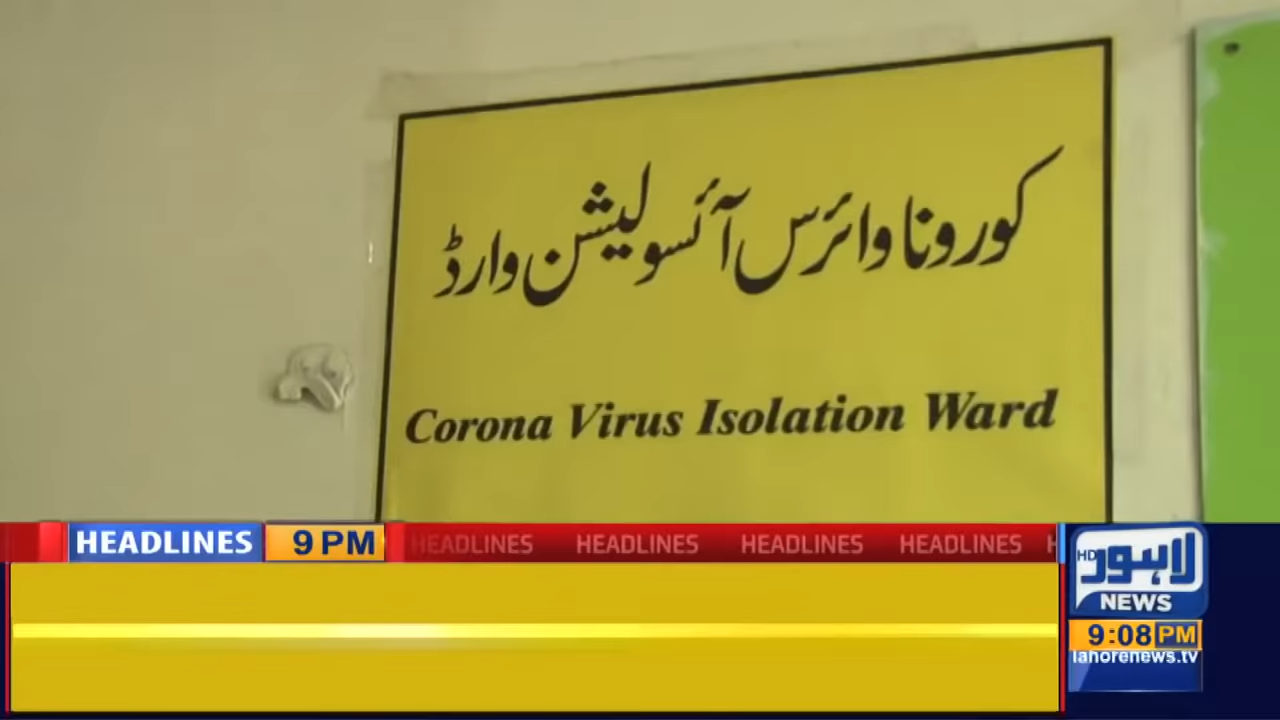 کورونا وائرس آئسولیشن وارڈ
Corona Virus Isolation Ward
HEADLINES 9 PM HEADLINES HEADLINES HEADLINES HEADLINES
HD لاہور
NEWS
9:08 PM
lahorenews.tv